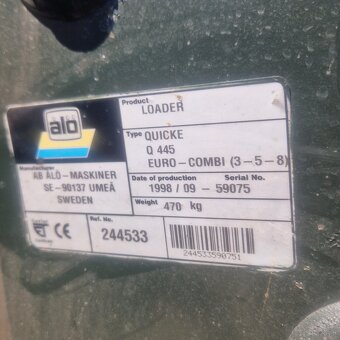 alö
Manufacturer
AB ÅLÖ-MASKINER
SE-90137 UMEÅ
SWEDEN
Product
LOADER
Type
QUICKE
Q 445
EURO-COMBI (3-5-8)
Date of production
Serial No.
1998 / 09 - 59075
Weight 470 kg
CE
Ref. No.
244533
244533590751